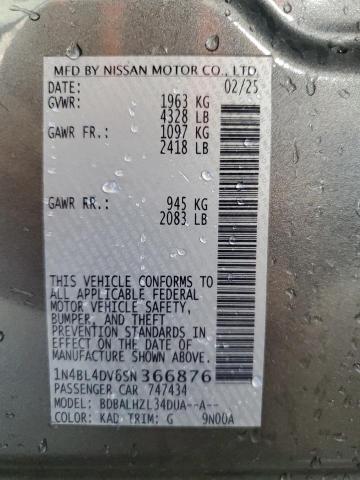 MFD BY NISSAN MOTOR CO., LTD.
DATE: 02/25
GVWR: 1963 KG
4328 LB
GAWR FR.: 1097 KG
2418 LB
GAWR RR.: 945 KG
2083 LB
THIS VEHICLE CONFORMS TO
ALL APPLICABLE FEDERAL
MOTOR VEHICLE SAFETY,
BUMPER, AND THEFT
PREVENTION STANDARDS
IN EFFECT ON THE DATE OF
MANUFACTURE SHOWN ABOVE.
1N4BL4DV6SN366876
PASSENGER CAR 747434
MODEL: BDBALHZL34DUA--A--
COLOR: KAD TRIM: G 9N00A